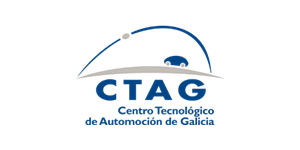 CTAG
Centro Tecnológico
de Automoción de Galicia